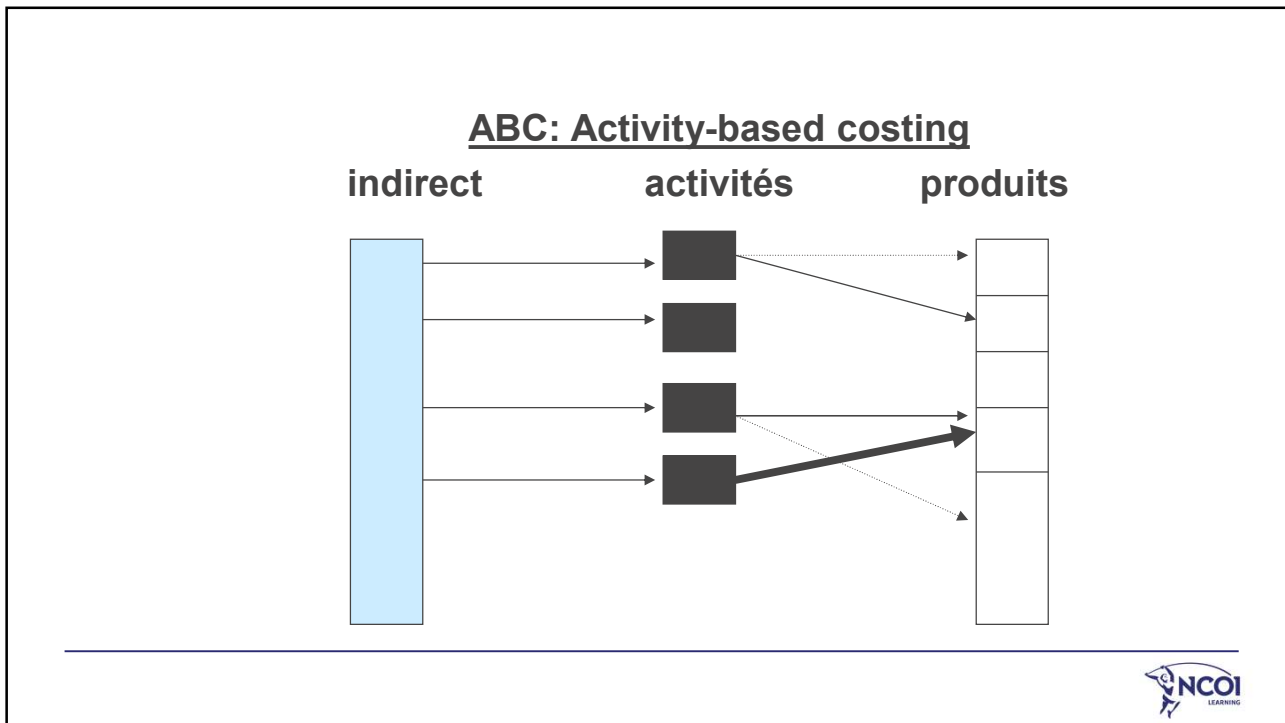 ABC: Activity-based costing
indirect activités produits
NCOI
LEARNING